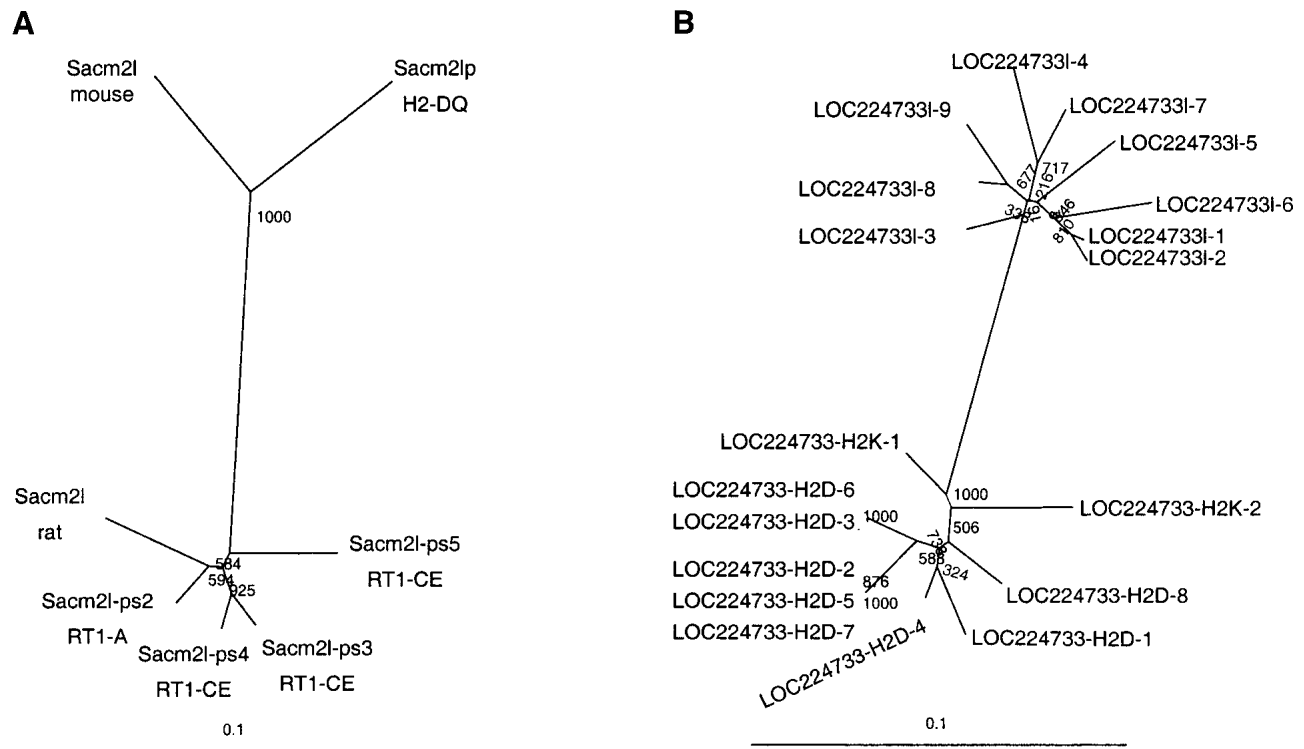 A
Sacm2l
mouse
Sacm2lp
H2-DQ
1000
Sacm2l
rat
584
594
925
Sacm2l-ps5
RT1-CE
Sacm2l-ps2
RT1-A
Sacm2l-ps4
RT1-CE
Sacm2l-ps3
RT1-CE
0.1
B
LOC224733l-4
LOC224733l-9
LOC224733l-7
LOC224733l-5
677
717
216
LOC224733l-8
LOC224733l-6
LOC224733l-3
810
LOC224733l-1
LOC224733l-2
LOC224733-H2K-1
1000
LOC224733-H2K-2
LOC224733-H2D-6
1000
LOC224733-H2D-3
506
588
324
LOC224733-H2D-2
876
LOC224733-H2D-5
1000
LOC224733-H2D-7
LOC224733-H2D-8
LOC224733-H2D-4
LOC224733-H2D-1
0.1